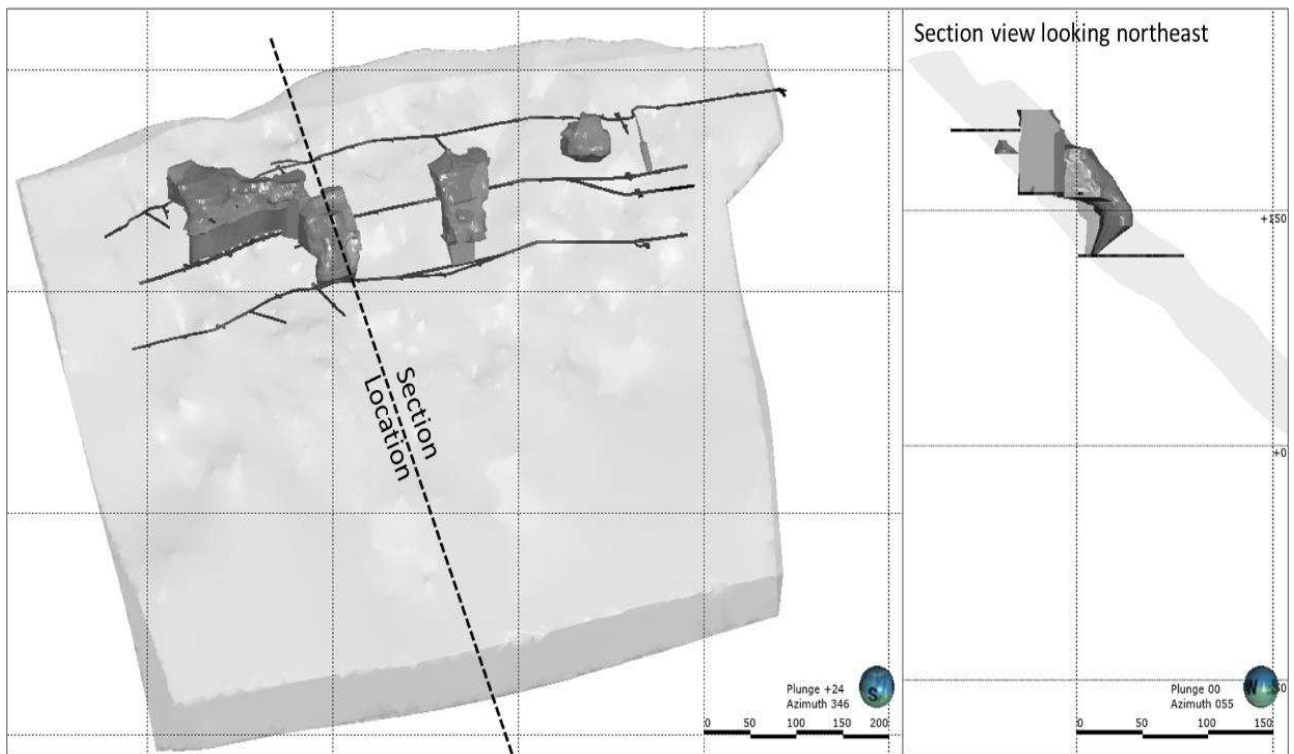 Section
Location
Plunge +24
Azimuth 346
S
0 50 100 150 200
Section view looking northeast
+150
+0
Plunge 00
Azimuth 055
W S
0 50 100 150